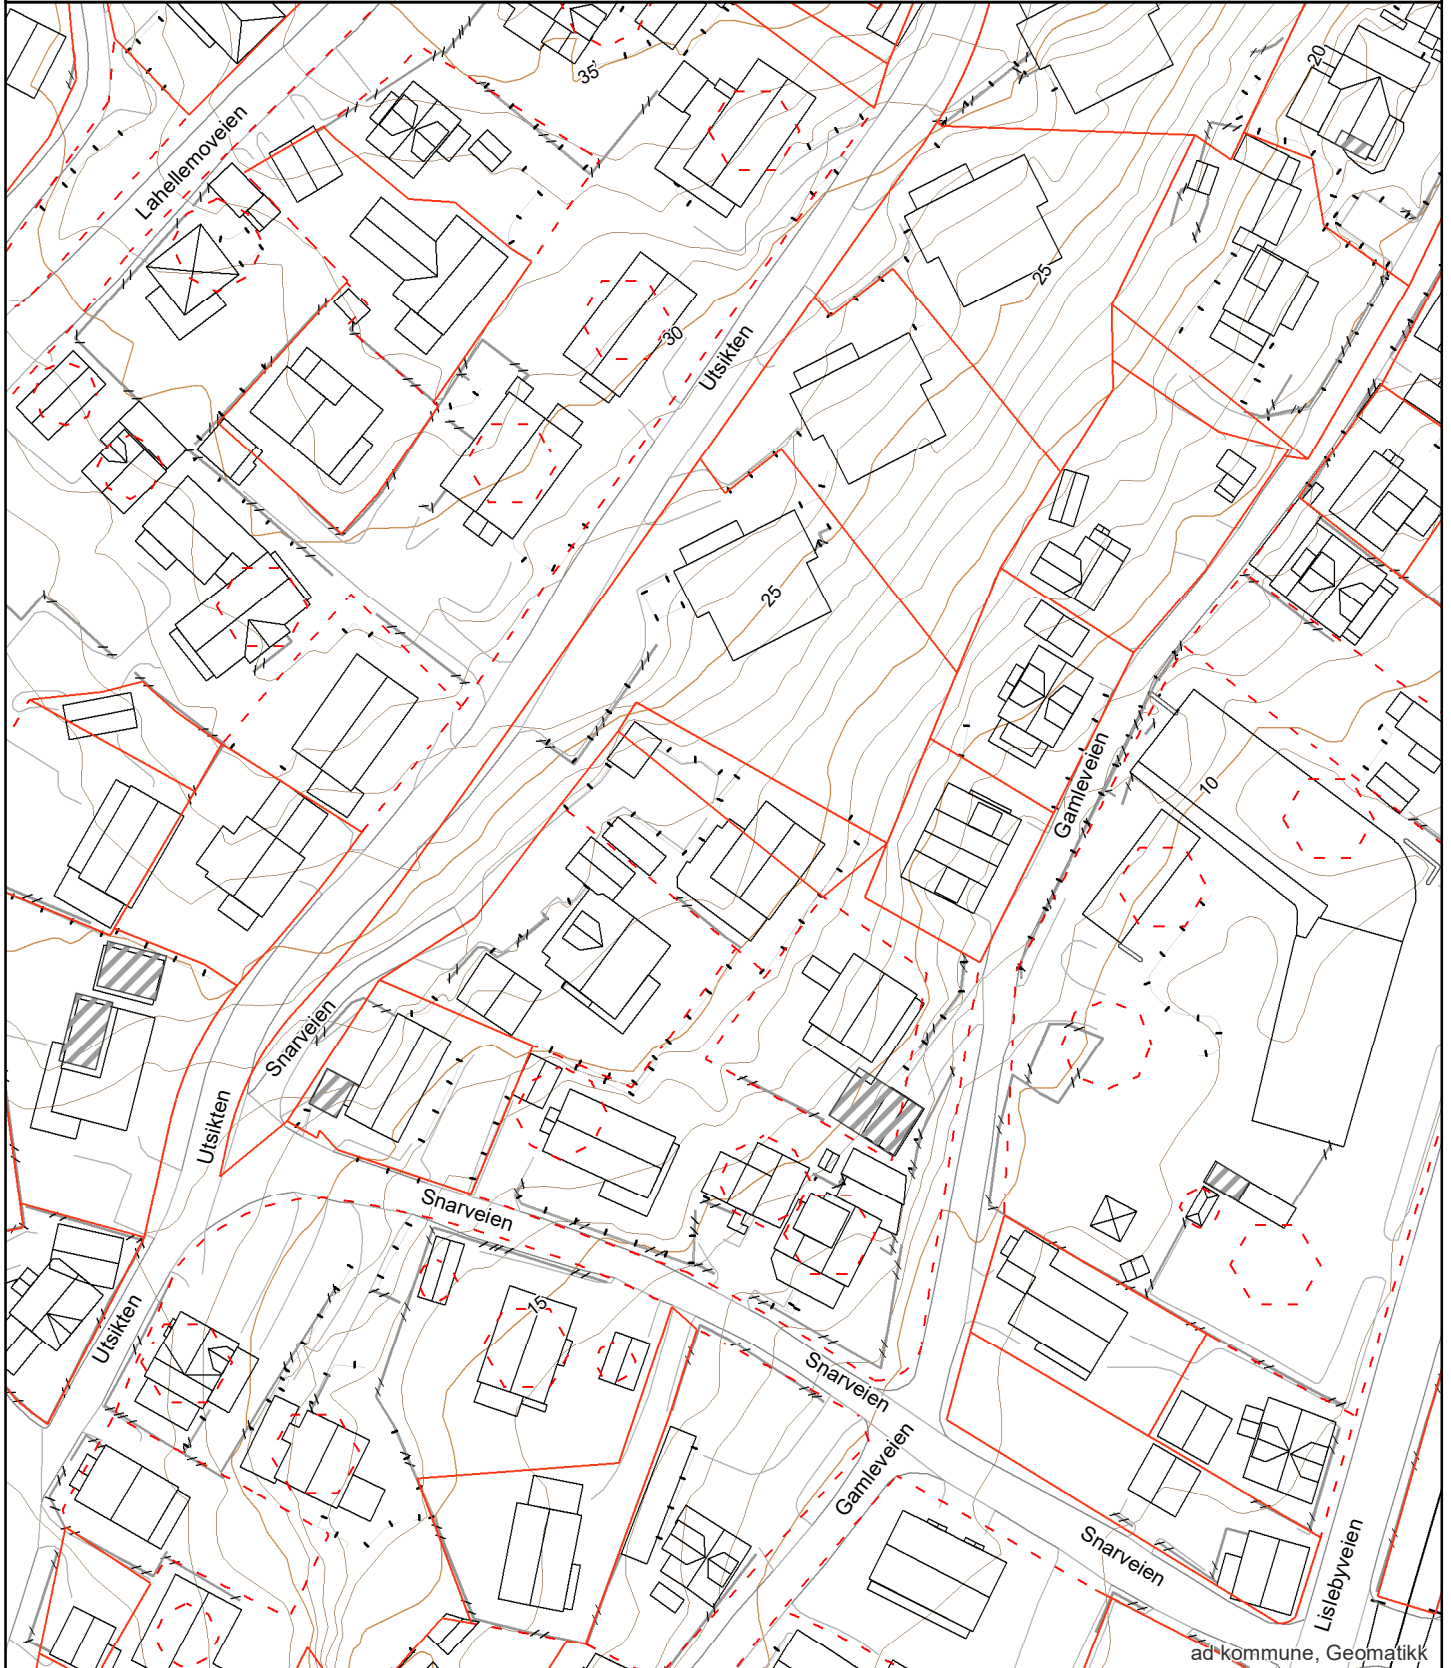 35
20
Lahellemoveien
25
30
Utsikten
25
Gamleveien
10
Snarveien
Utsikten
Snarveien
15
Utsikten
Snarveien
Gamleveien
Snarveien
Lislebyveien
ad kommune, Geomatikk